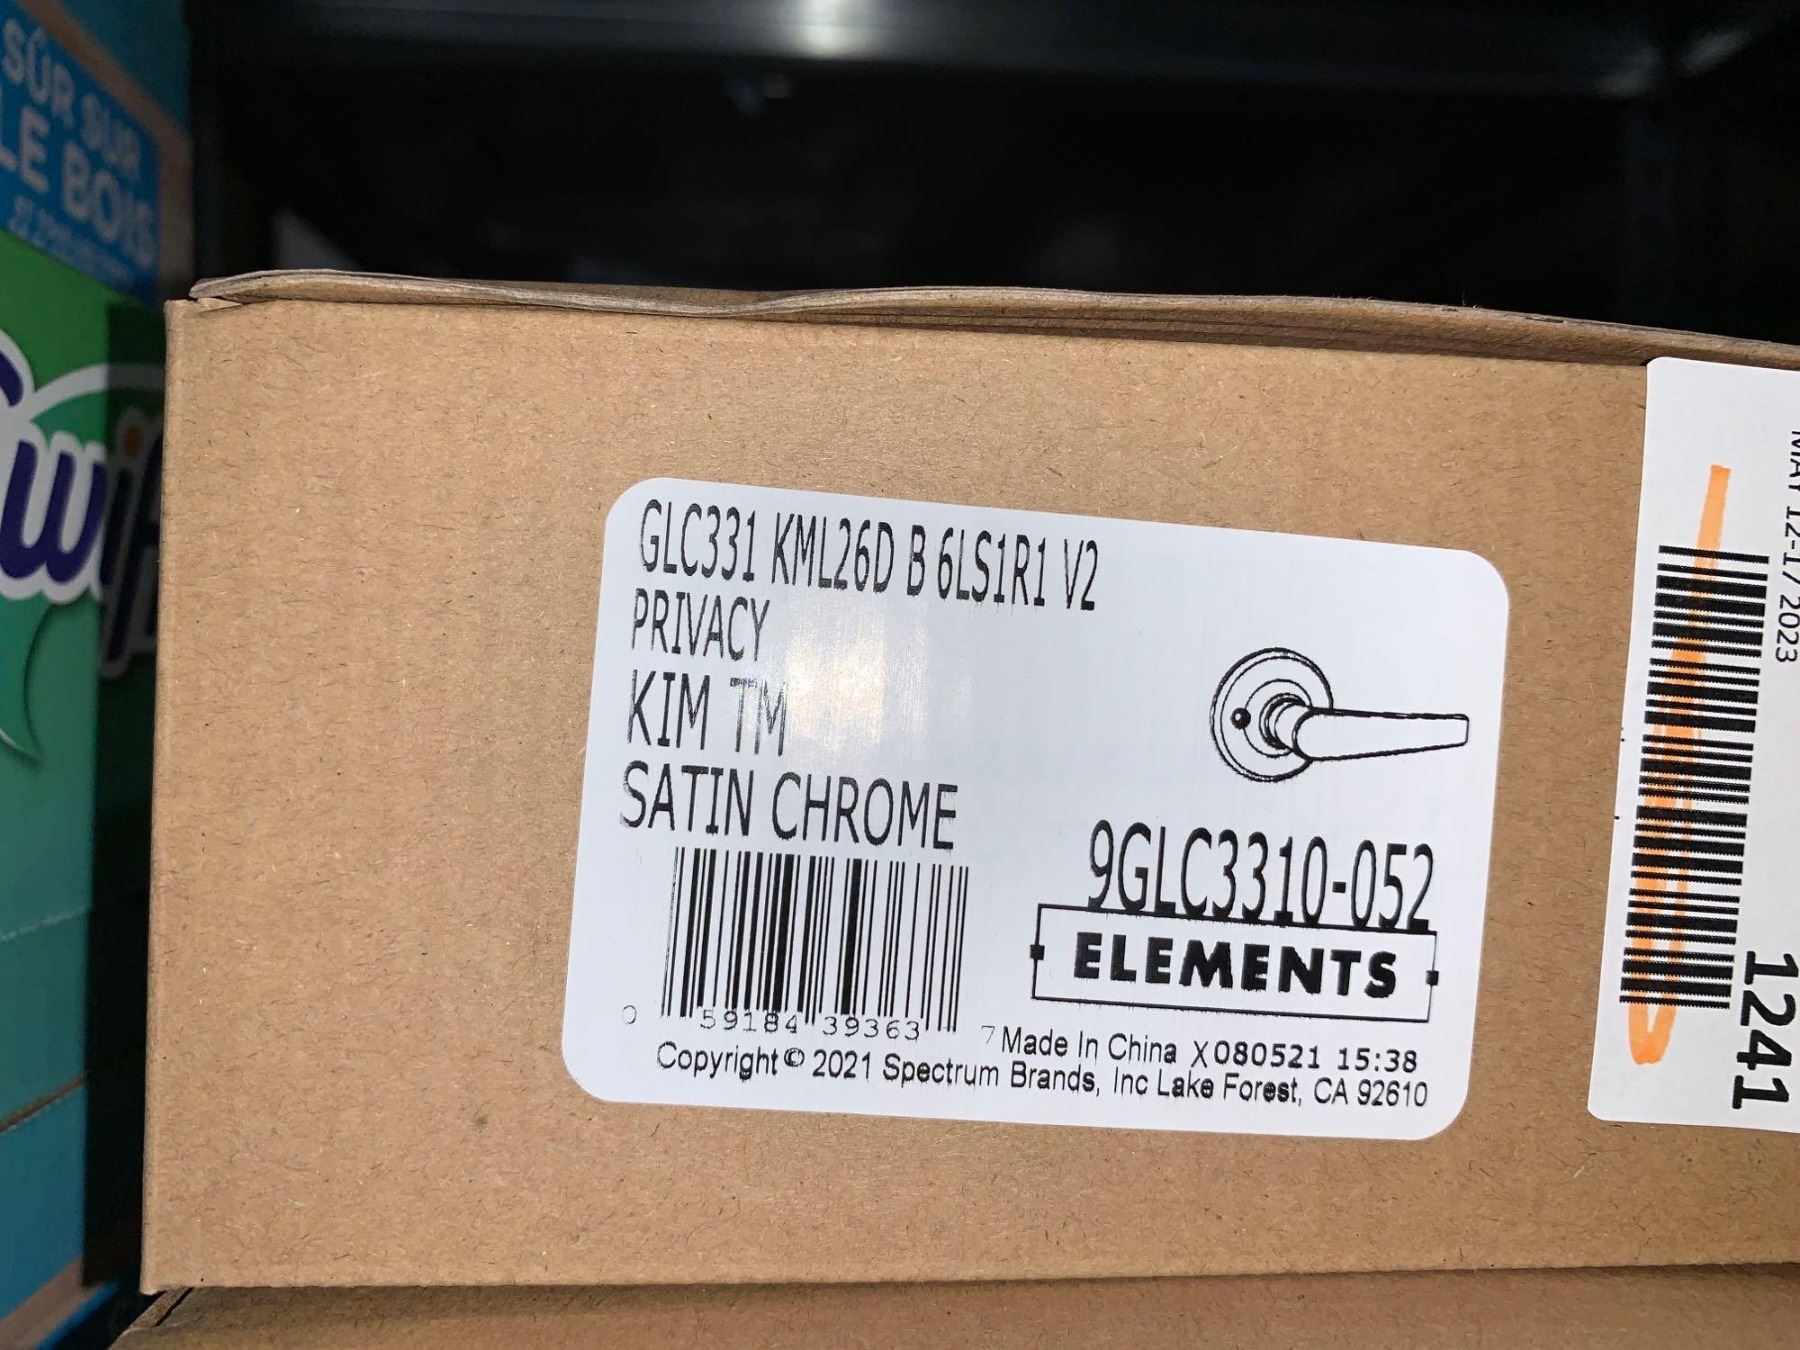 SÛR SUR
LE BOIS
GLC331 KML26D B 6LS1R1 V2
PRIVACY
KIM TM
SATIN CHROME
9GLC3310-052
ELEMENTS
0 59184 39363 7
Made In China X080521 15:38
Copyright © 2021 Spectrum Brands, Inc Lake Forest, CA 92610
MAY 12-17 2023
1241